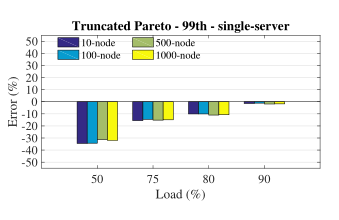 Truncated Pareto - 99th - single-server
10-node
500-node
100-node
1000-node
Error (%)
50
40
30
20
10
0
-10
-20
-30
-40
-50
50
75
80
90
Load (%)